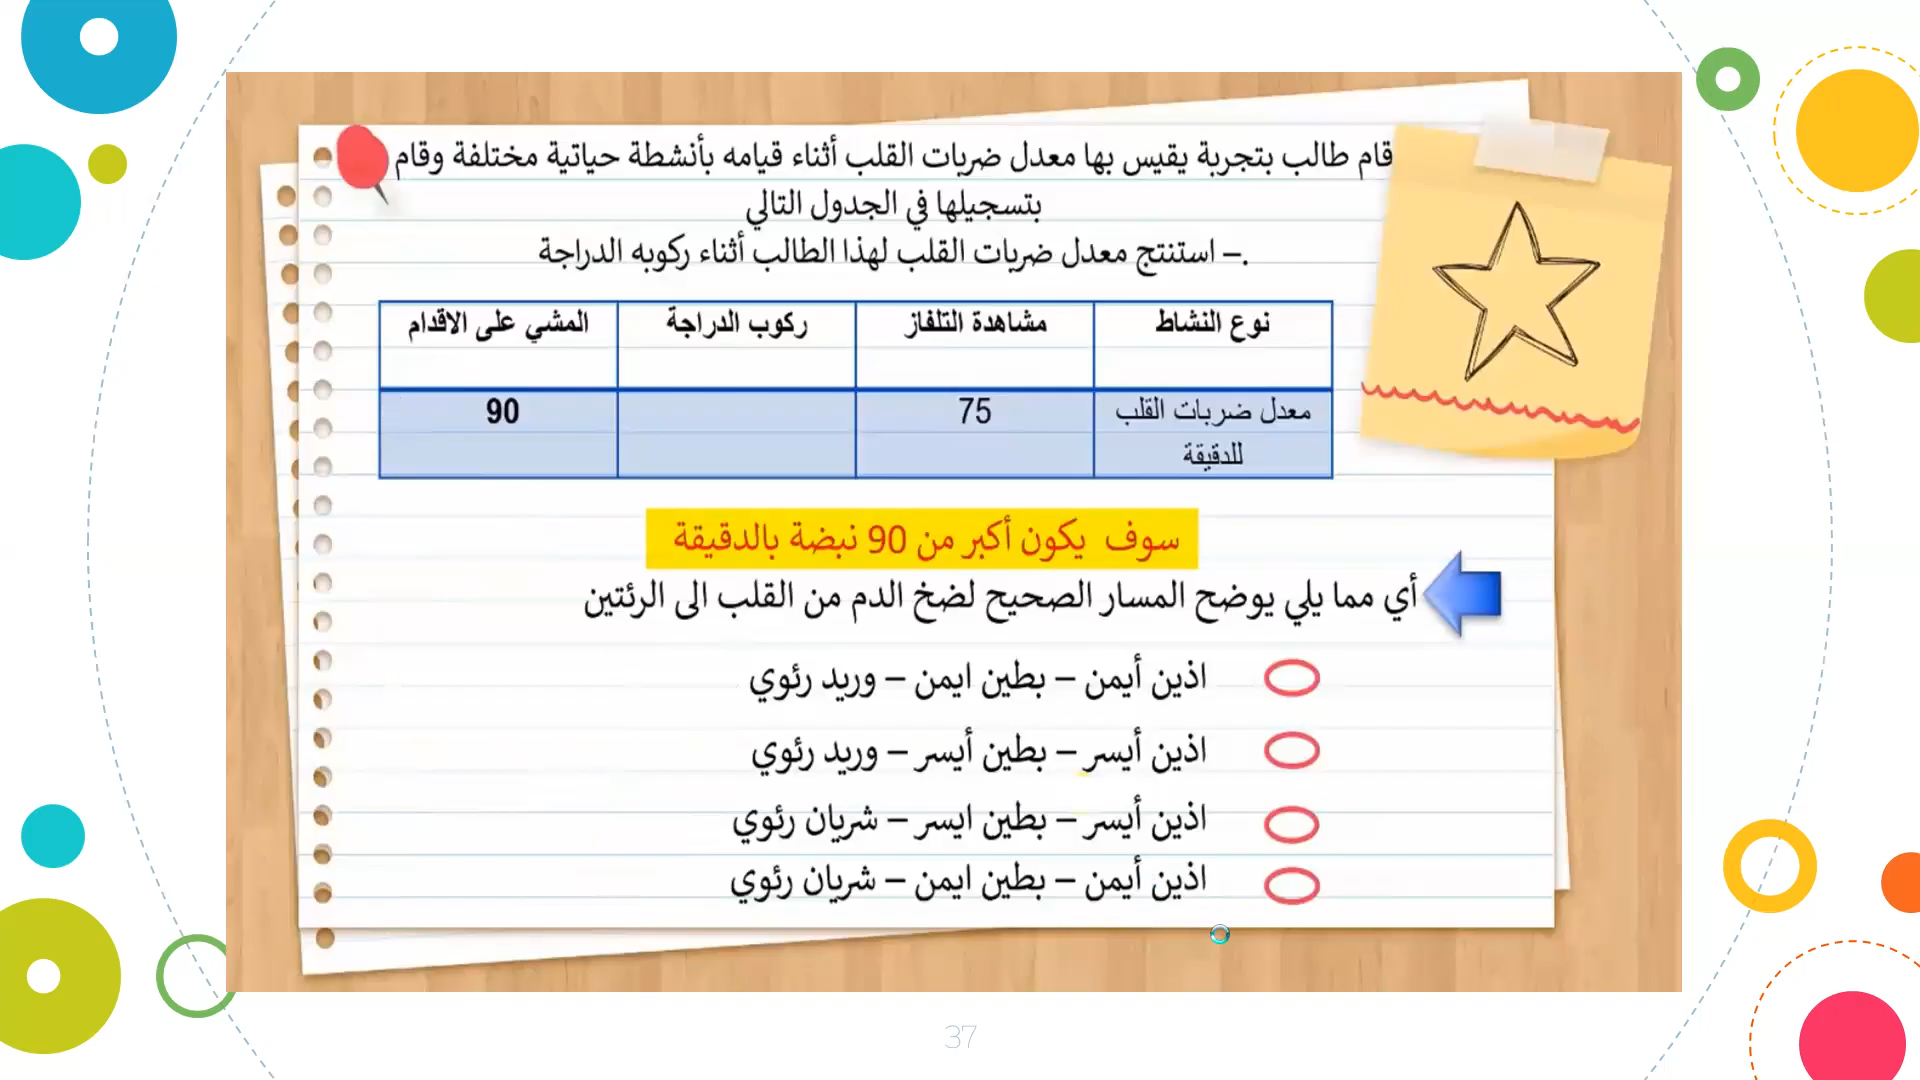 قام طالب بتجربة يقيس بها معدل ضربات القلب أثناء قيامه بأنشطة حياتية مختلفة وقام
بتسجيلها في الجدول التالي
.– استنتج معدل ضربات القلب لهذا الطالب أثناء ركوبه الدراجة
نوع النشاط مشاهدة التلفاز ركوب الدراجة المشي على الاقدام
معدل ضربات القلب 75 90
للدقيقة
سوف يكون أكبر من 90 نبضة بالدقيقة
أي مما يلي يوضح المسار الصحيح لضخ الدم من القلب الى الرئتين
اذين أيمن – بطين ايمن – وريد رئوي
اذين أيسر – بطين أيسر – وريد رئوي
اذين أيسر – بطين ايسر – شريان رئوي
اذين أيمن – بطين ايمن – شريان رئوي
37